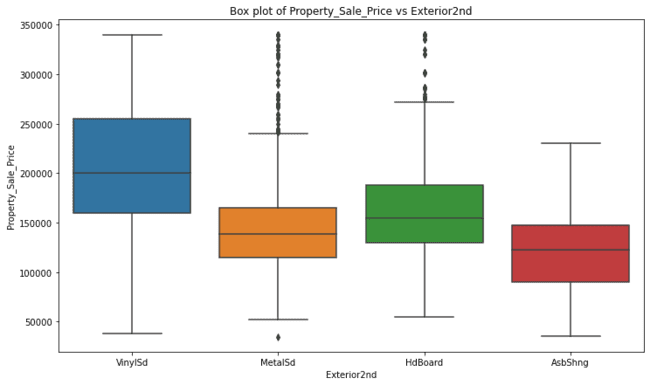 Box plot of Property_Sale_Price vs Exterior2nd
Property_Sale_Price
350000
300000
250000
200000
150000
100000
50000
VinylSd MetalSd HdBoard AsbShng
Exterior2nd